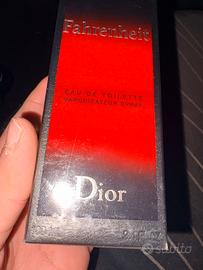 Fahrenheit
EAU DE TOILETTE
VAPORISATEUR SPRAY
Dior
subito